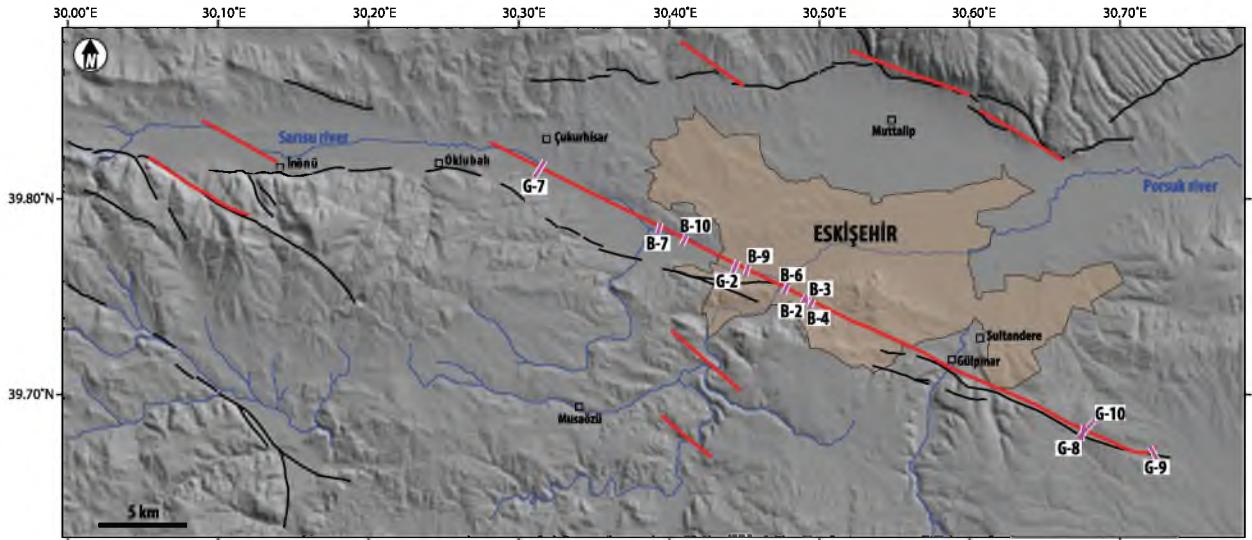 30.00°E 30,10°E 30,20°E 30,30°E 30,40°E 30,50°E 30,60°E 30,70°E
N
Sarısu river
Çukurhisar
Muttalip
İnönü
Oklubalı
G-7
39.80°N
Porsuk river
B-7
B-10
ESKİŞEHİR
G-2
B-9
B-6
B-3
B-2
B-4
Sultandere
Gülpınar
39.70°N
Musaözü
G-10
G-8
G-9
5 km